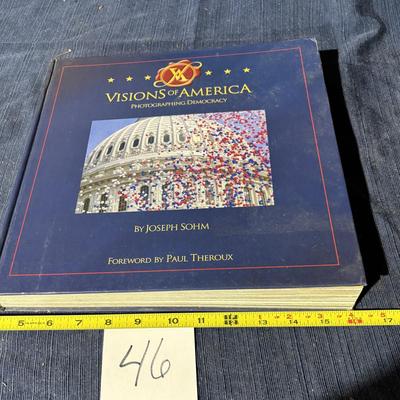 VISIONS OF AMERICA
PHOTOGRAPHING DEMOCRACY
BY JOSEPH SOHM
FOREWORD BY PAUL THEROUX
5 6 7 8 9 10 11 1F 13 14 15 16 17
46